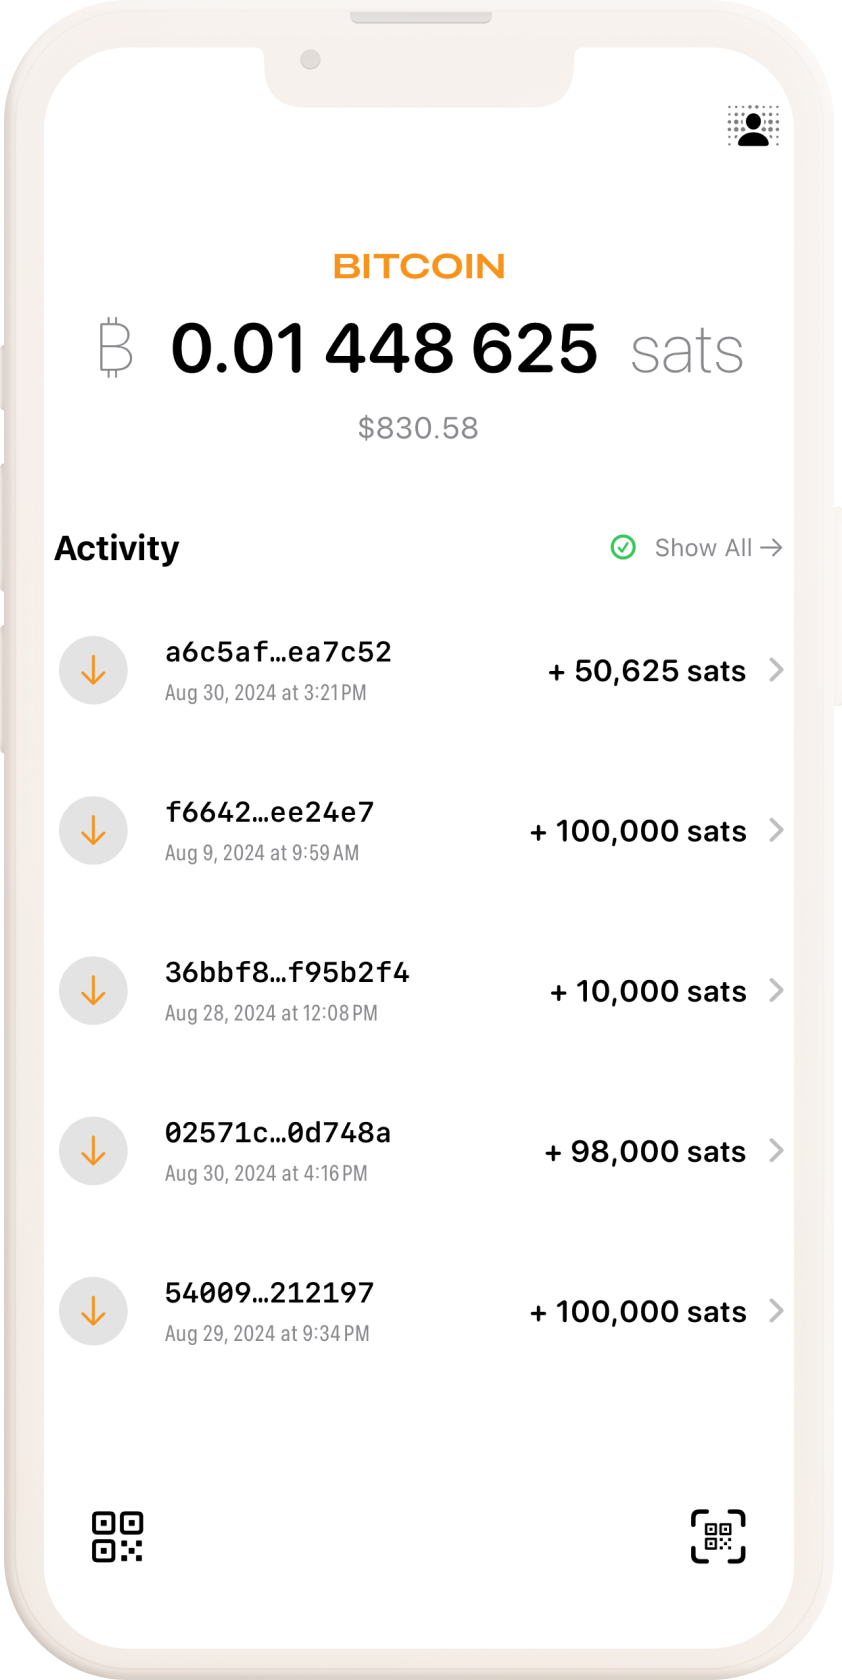 BITCOIN
₿ 0.01 448 625 sats
$830.58
Activity Show All →
a6c5af…ea7c52
+ 50,625 sats
Aug 30, 2024 at 3:21 PM
f6642…ee24e7
+ 100,000 sats
Aug 9, 2024 at 9:59 AM
36bbf8…f95b2f4
+ 10,000 sats
Aug 28, 2024 at 12:08 PM
02571c…0d748a
+ 98,000 sats
Aug 30, 2024 at 4:16 PM
54009…212197
+ 100,000 sats
Aug 29, 2024 at 9:34 PM